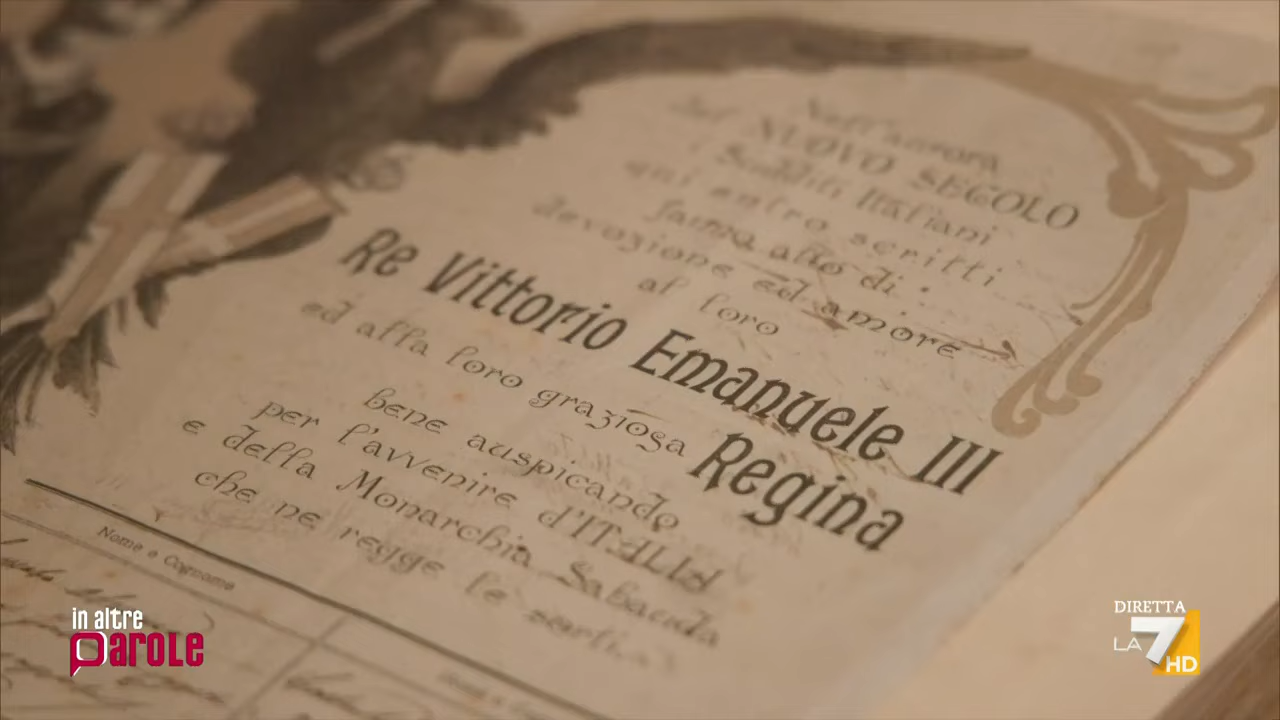 Nell'aurora
del NUOVO SECOLO
i Sudditi Italiani
qui entro scritti
fanno atto di
devozione ed amore
al loro
Re Vittorio Emanuele III
ed alla loro graziosa Regina
bene auspicando
per l'avvenire d'ITALIA
e della Monarchia Sabauda
che ne regge le sorti.
Nome e Cognome
in altre
parole
DIRETTA
LA7
HD